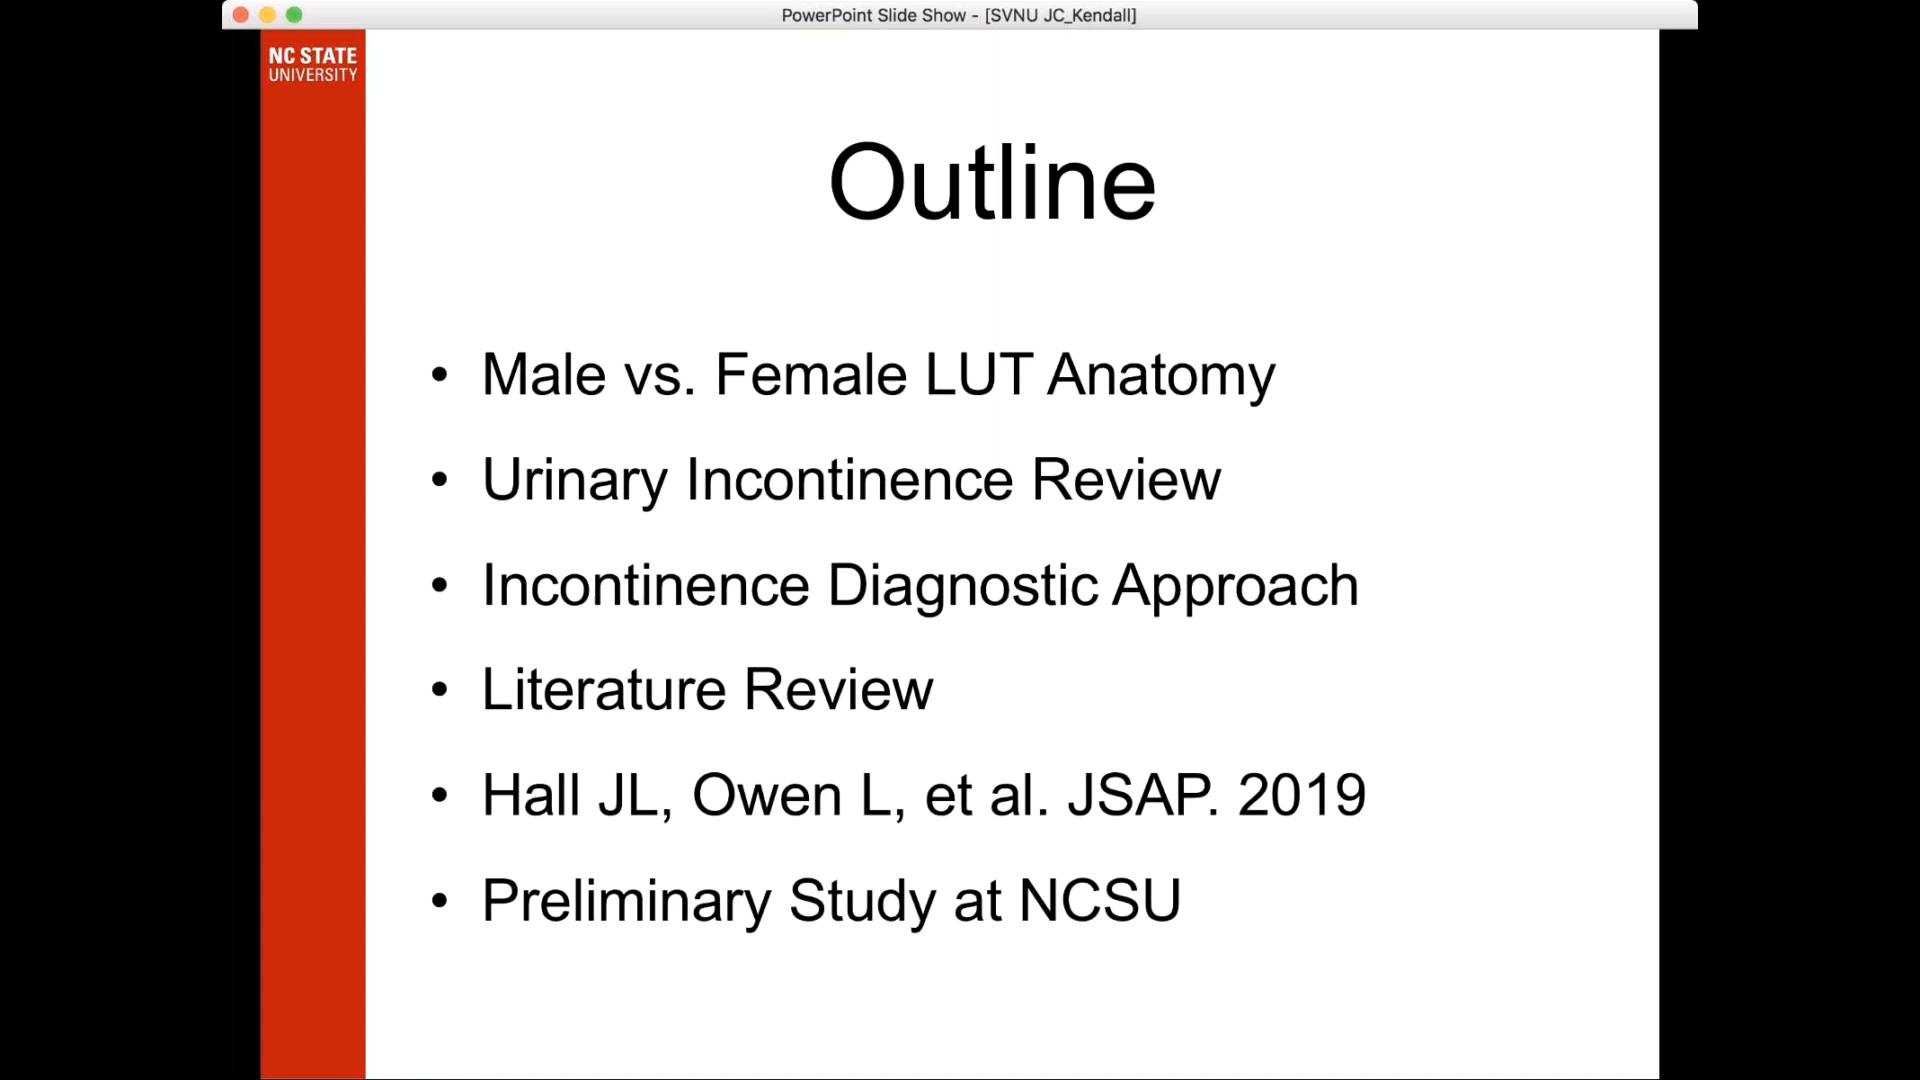 PowerPoint Slide Show - [SVNU JC_Kendall]
NC STATE
UNIVERSITY
Outline
• Male vs. Female LUT Anatomy
• Urinary Incontinence Review
• Incontinence Diagnostic Approach
• Literature Review
• Hall JL, Owen L, et al. JSAP. 2019
• Preliminary Study at NCSU